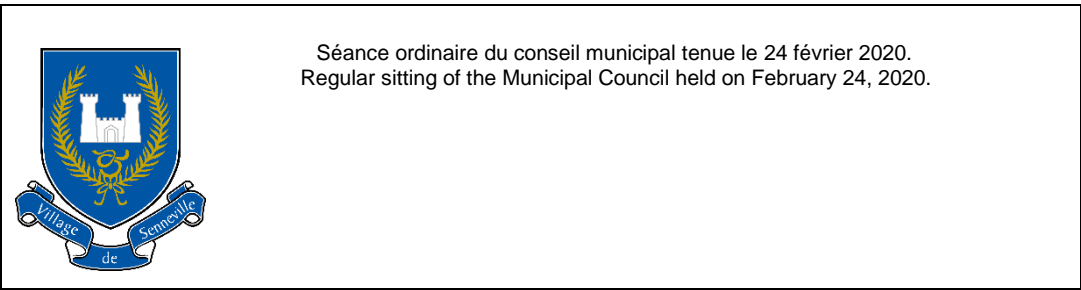 Séance ordinaire du conseil municipal tenue le 24 février 2020.
Regular sitting of the Municipal Council held on February 24, 2020.
Village
de
Senneville